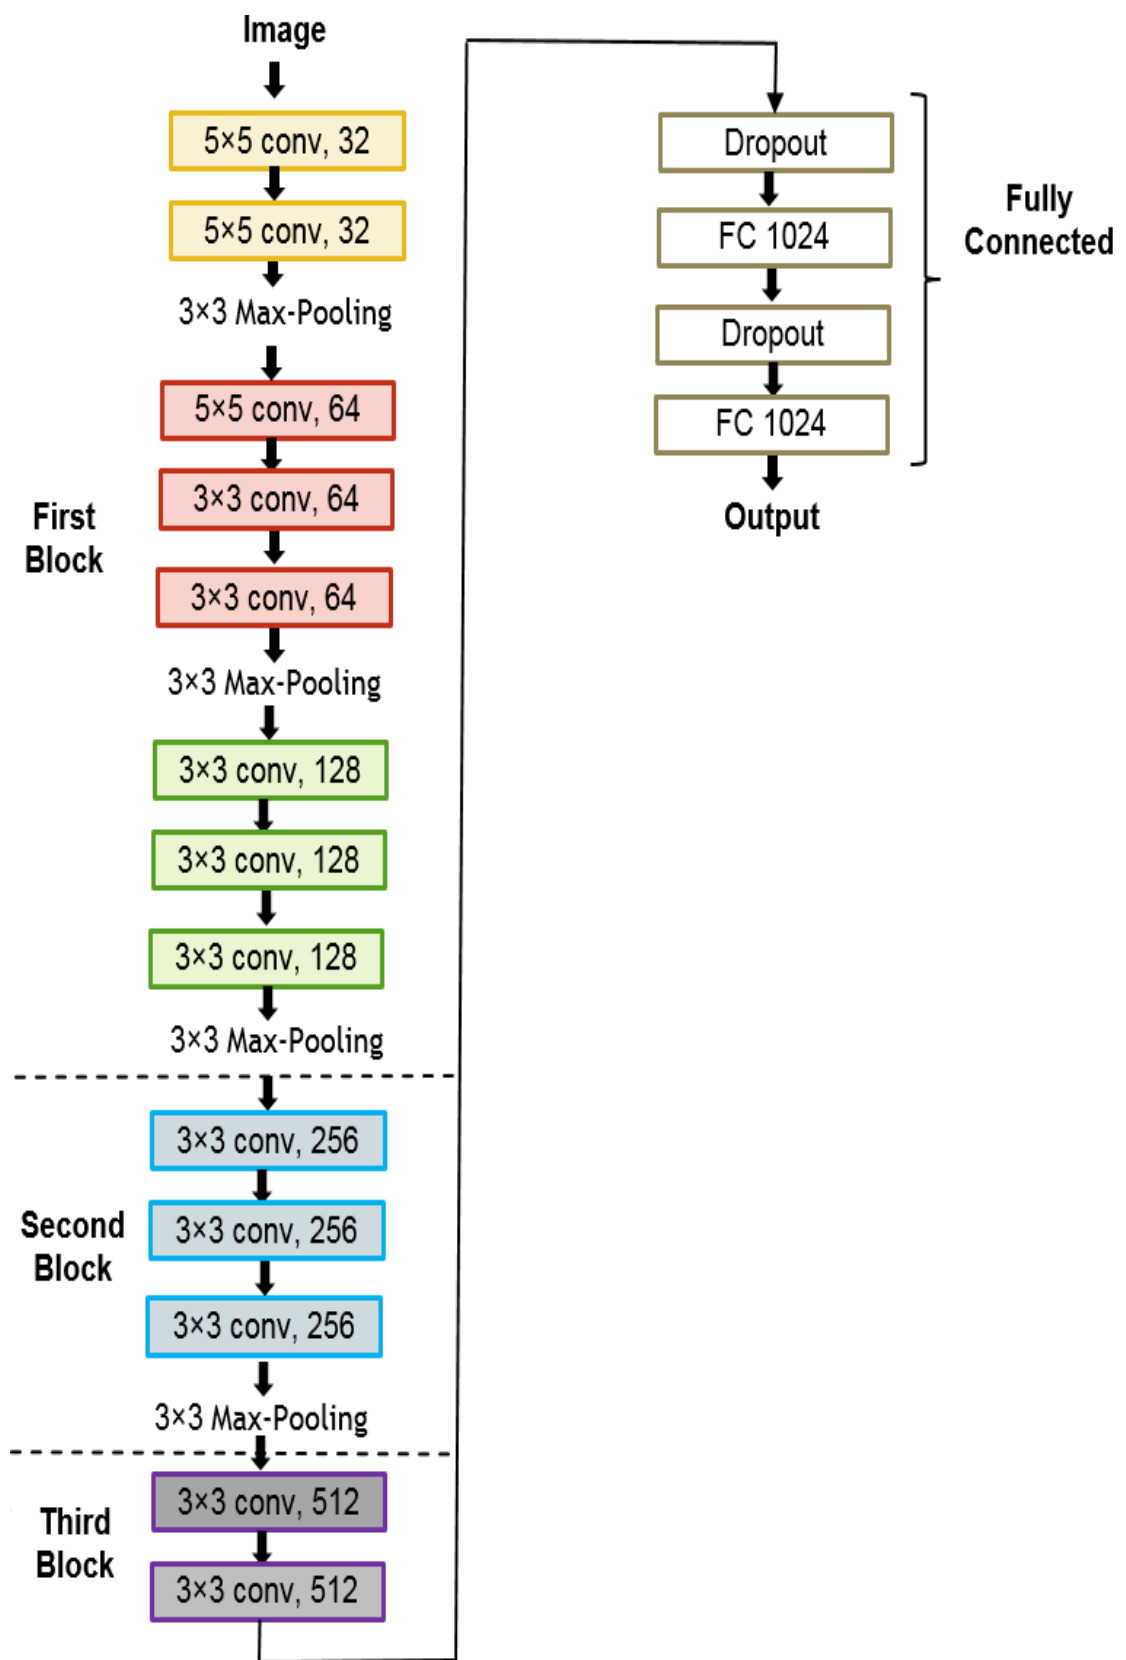 Image
5×5 conv, 32
5×5 conv, 32
3×3 Max-Pooling
5×5 conv, 64
3×3 conv, 64
First
Block
3×3 conv, 64
3×3 Max-Pooling
3×3 conv, 128
3×3 conv, 128
3×3 conv, 128
3×3 Max-Pooling
3×3 conv, 256
3×3 conv, 256
Second
Block
3×3 conv, 256
3×3 Max-Pooling
3×3 conv, 512
Third
Block
3×3 conv, 512
Dropout
FC 1024
Dropout
FC 1024
Output
Fully
Connected